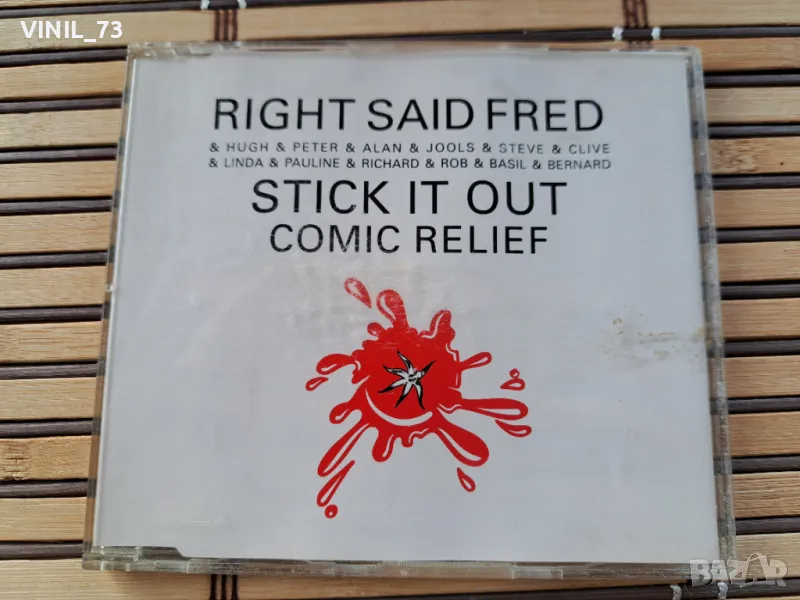 VINIL_73
RIGHT SAID FRED
& HUGH & PETER & ALAN & JOOLS & STEVE & CLIVE
& LINDA & PAULINE & RICHARD & ROB & BASIL & BERNARD
STICK IT OUT
COMIC RELIEF
BAZAR